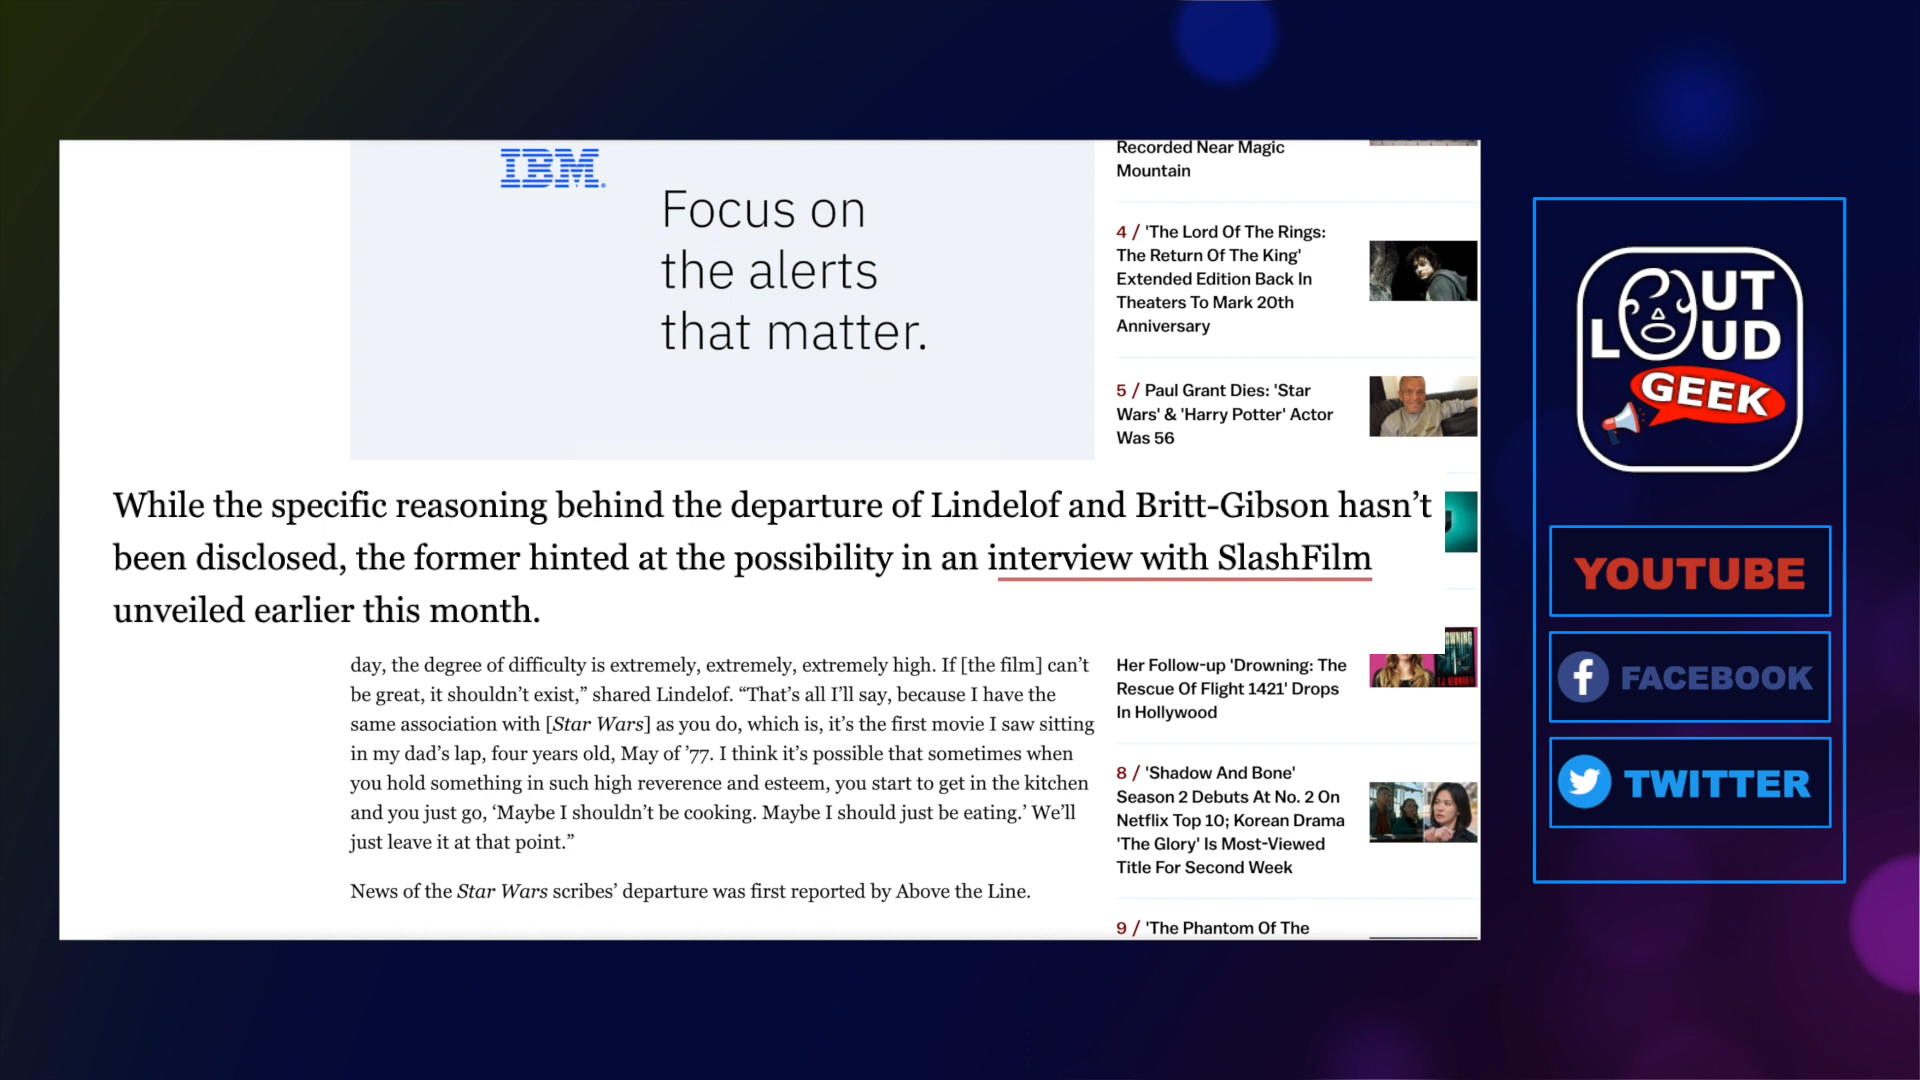 IBM.
Focus on
the alerts
that matter.
While the specific reasoning behind the departure of Lindelof and Britt-Gibson hasn’t
been disclosed, the former hinted at the possibility in an interview with SlashFilm
unveiled earlier this month.
day, the degree of difficulty is extremely, extremely, extremely high. If [the film] can’t
be great, it shouldn’t exist,” shared Lindelof. “That’s all I’ll say, because I have the
same association with [Star Wars] as you do, which is, it’s the first movie I saw sitting
in my dad’s lap, four years old, May of ’77. I think it’s possible that sometimes when
you hold something in such high reverence and esteem, you start to get in the kitchen
and you just go, ‘Maybe I shouldn’t be cooking. Maybe I should just be eating.’ We’ll
just leave it at that point.”
News of the Star Wars scribes’ departure was first reported by Above the Line.
Recorded Near Magic
Mountain
4 / 'The Lord Of The Rings:
The Return Of The King'
Extended Edition Back In
Theaters To Mark 20th
Anniversary
5 / Paul Grant Dies: 'Star
Wars' & 'Harry Potter' Actor
Was 56
Her Follow-up 'Drowning: The
Rescue Of Flight 1421' Drops
In Hollywood
8 / 'Shadow And Bone'
Season 2 Debuts At No. 2 On
Netflix Top 10; Korean Drama
'The Glory' Is Most-Viewed
Title For Second Week
9 / 'The Phantom Of The
OUT
LOUD
GEEK
YOUTUBE
FACEBOOK
TWITTER